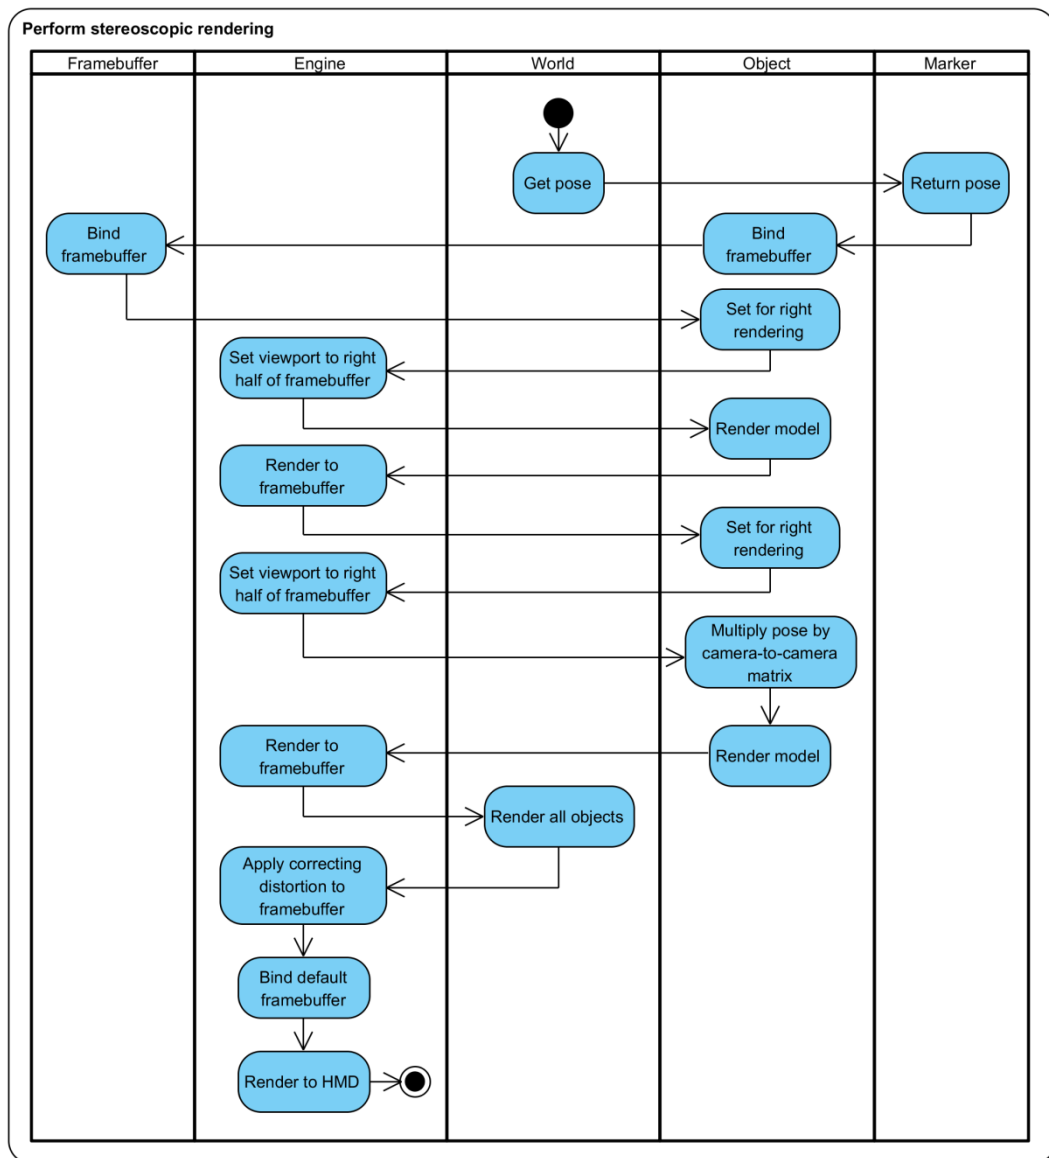 Perform stereoscopic rendering
Framebuffer
Engine
World
Object
Marker
Get pose
Return pose
Bind
framebuffer
Bind
framebuffer
Set for right
rendering
Set viewport to right
half of framebuffer
Render model
Render to
framebuffer
Set for right
rendering
Set viewport to right
half of framebuffer
Multiply pose by
camera-to-camera
matrix
Render to
framebuffer
Render model
Render all objects
Apply correcting
distortion to
framebuffer
Bind default
framebuffer
Render to HMD